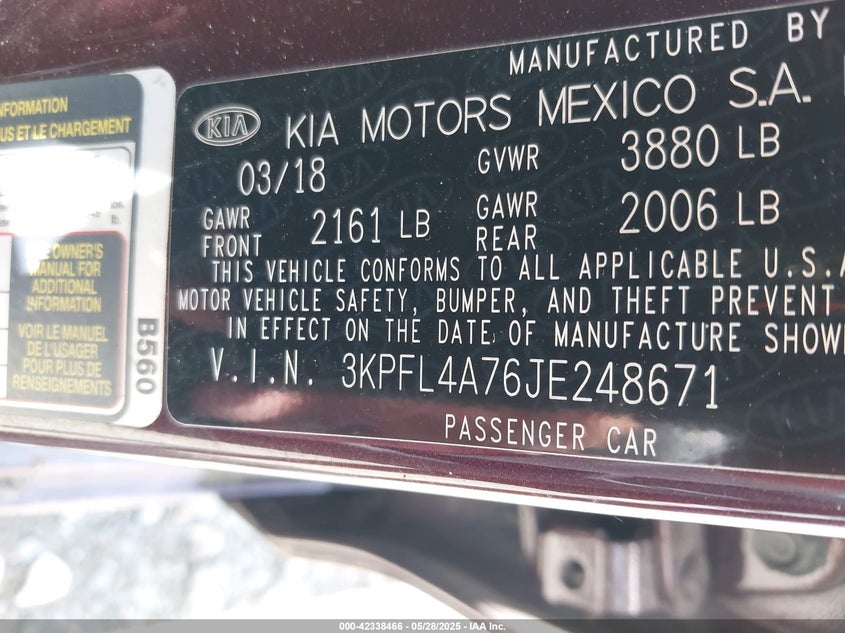 INFORMATION
US ET LE CHARGEMENT
lb.
OWNER'S
MANUAL FOR
ADDITIONAL
INFORMATION
VOIR LE MANUEL
DE L'USAGER
POUR PLUS DE
RENSEIGNEMENTS
B560
MANUFACTURED BY
KIA KIA MOTORS MEXICO S.A.
03/18 GVWR 3880 LB
GAWR FRONT 2161 LB GAWR REAR 2006 LB
THIS VEHICLE CONFORMS TO ALL APPLICABLE U.S.A
MOTOR VEHICLE SAFETY, BUMPER, AND THEFT PREVENT
IN EFFECT ON THE DATE OF MANUFACTURE SHOW
V.I.N. 3KPFL4A76JE248671
PASSENGER CAR
000-42338466 - 05/28/2025 - IAA Inc.